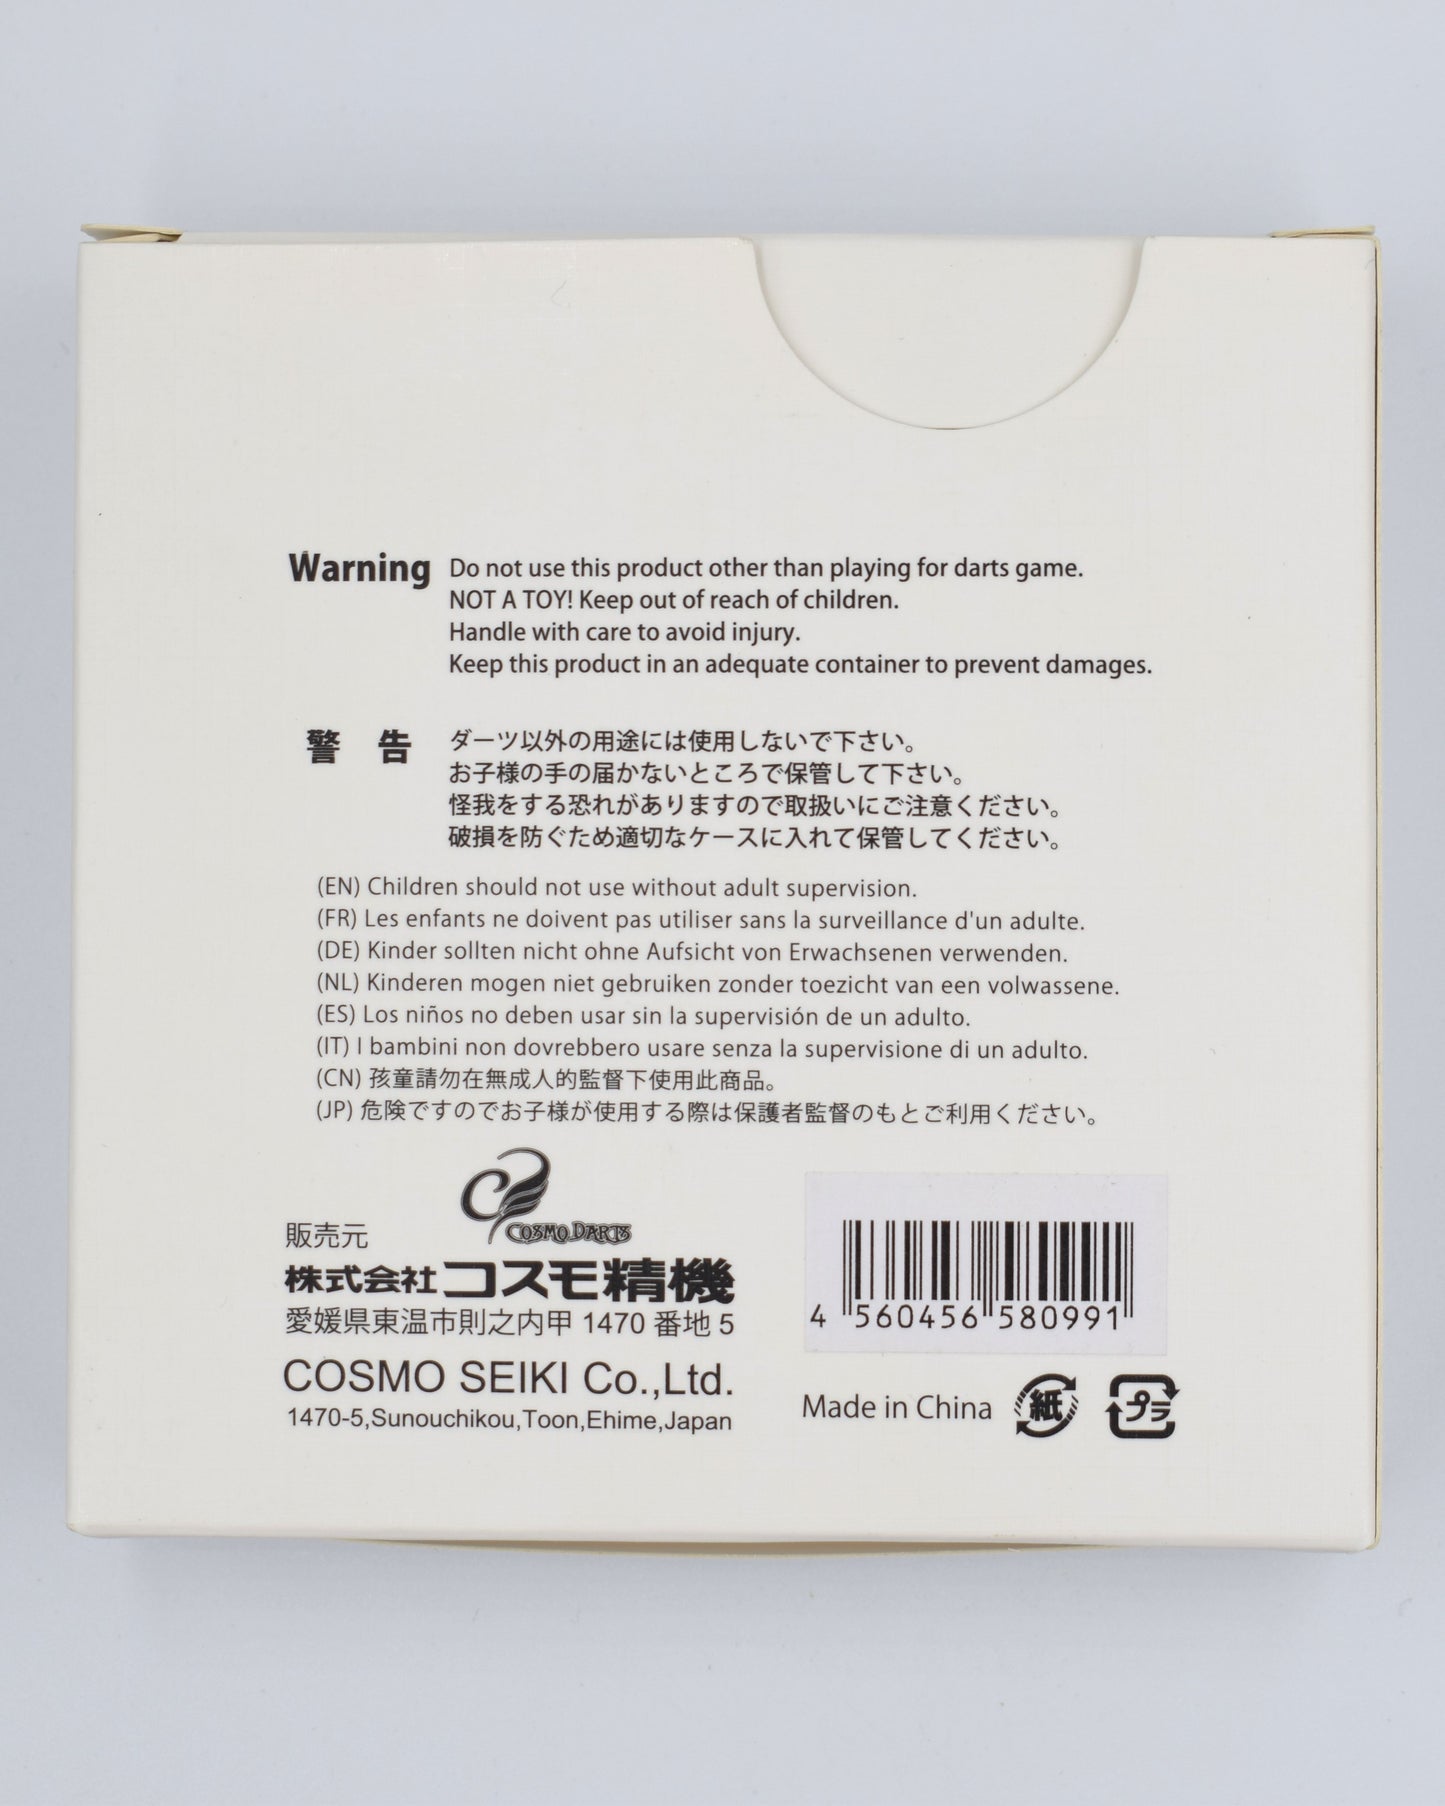 Warning Do not use this product other than playing for darts game.
NOT A TOY! Keep out of reach of children.
Handle with care to avoid injury.
Keep this product in an adequate container to prevent damages.
警 告 ダーツ以外の用途には使用しないで下さい。
お子様の手の届かないところで保管して下さい。
怪我をする恐れがありますので取扱いにご注意ください。
破損を防ぐため適切なケースに入れて保管してください。
(EN) Children should not use without adult supervision.
(FR) Les enfants ne doivent pas utiliser sans la surveillance d'un adulte.
(DE) Kinder sollten nicht ohne Aufsicht von Erwachsenen verwenden.
(NL) Kinderen mogen niet gebruiken zonder toezicht van een volwassene.
(ES) Los niños no deben usar sin la supervisión de un adulto.
(IT) I bambini non dovrebbero usare senza la supervisione di un adulto.
(CN) 孩童請勿在無成人的監督下使用此商品。
(JP) 危険ですのでお子様が使用する際は保護者監督のもとご利用ください。
COSMO DARTS
販売元
株式会社コスモ精機
愛媛県東温市則之内甲 1470 番地 5
COSMO SEIKI Co.,Ltd.
1470-5,Sunouchikou,Toon,Ehime,Japan
4 560456 580991
Made in China 紙 プラ